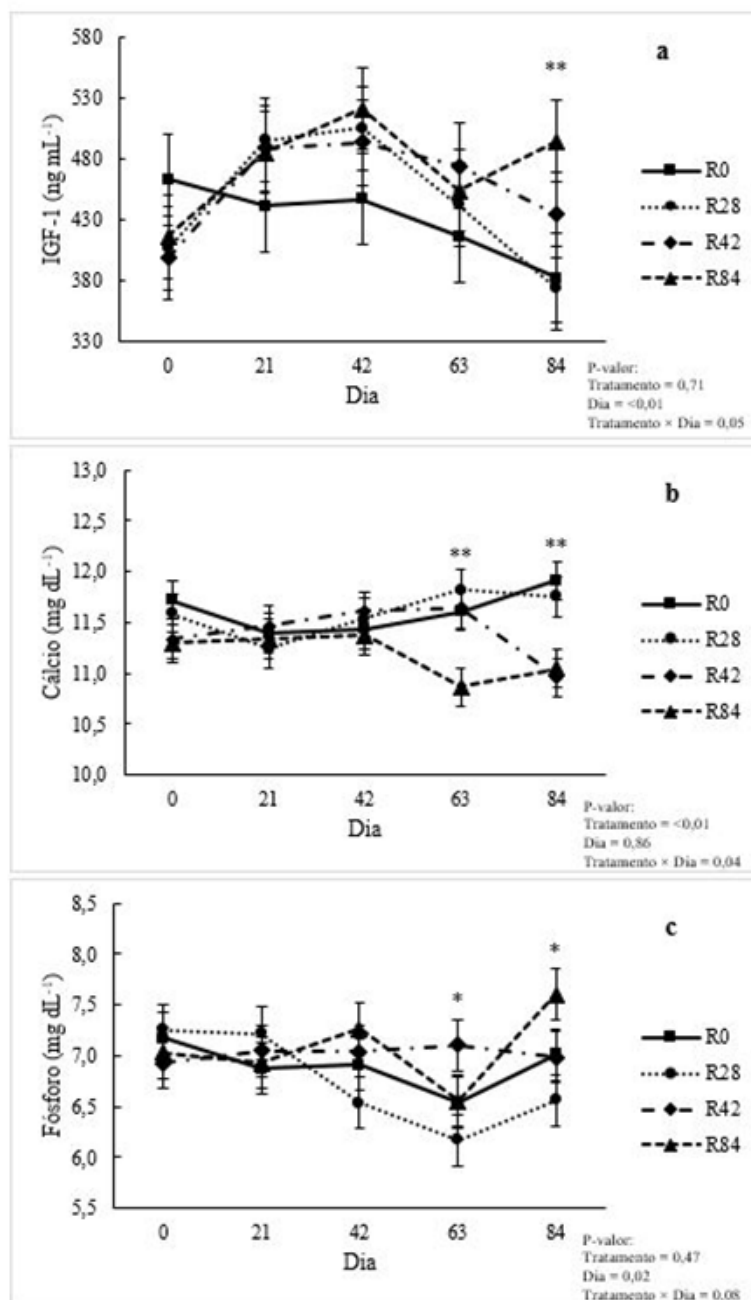 580
530
480
430
380
330
IGF-1 (ng mL⁻¹)
a
**
R0
R28
R42
R84
0 21 42 63 84
Dia
P-valor:
Tratamento = 0,71
Dia = <0,01
Tratamento × Dia = 0,05
13,0
12,5
12,0
11,5
11,0
10,5
10,0
Cálcio (mg dL⁻¹)
b
** **
R0
R28
R42
R84
0 21 42 63 84
Dia
P-valor:
Tratamento = <0,01
Dia = 0,86
Tratamento × Dia = 0,04
8,5
8,0
7,5
7,0
6,5
6,0
5,5
Fósforo (mg dL⁻¹)
c
* *
R0
R28
R42
R84
0 21 42 63 84
Dia
P-valor:
Tratamento = 0,47
Dia = 0,02
Tratamento × Dia = 0,08